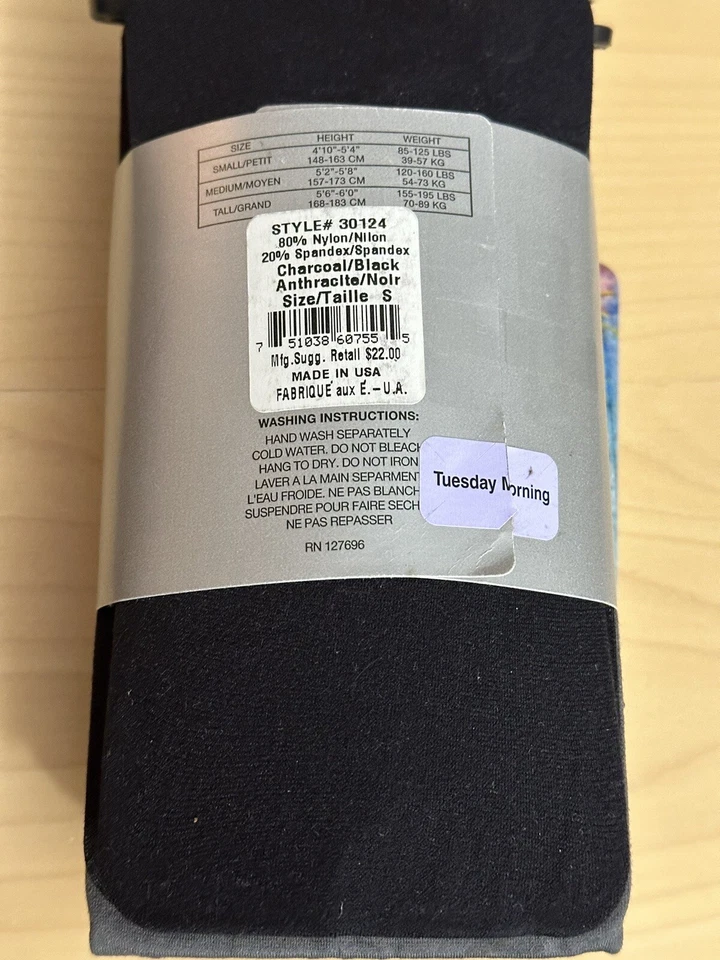 SIZE HEIGHT WEIGHT
SMALL/PETIT 4'10"-5'4" 85-125 LBS
148-163 CM 39-57 KG
MEDIUM/MOYEN 5'2"-5'8" 120-160 LBS
157-173 CM 54-73 KG
TALL/GRAND 5'6"-6'0" 155-195 LBS
168-183 CM 70-89 KG
STYLE# 30124
80% Nylon/Nilon
20% Spandex/Spandex
Charcoal/Black
Anthracite/Noir
Size/Taille S
7 51038 60755 5
Mfg.Sugg. Retail $22.00
MADE IN USA
FABRIQUÉ aux É.-U.A.
WASHING INSTRUCTIONS:
HAND WASH SEPARATELY
COLD WATER. DO NOT BLEACH
HANG TO DRY. DO NOT IRON
LAVER A LA MAIN SEPARMENT
L'EAU FROIDE. NE PAS BLANCH
SUSPENDRE POUR FAIRE SECH
NE PAS REPASSER
RN 127696
Tuesday Morning